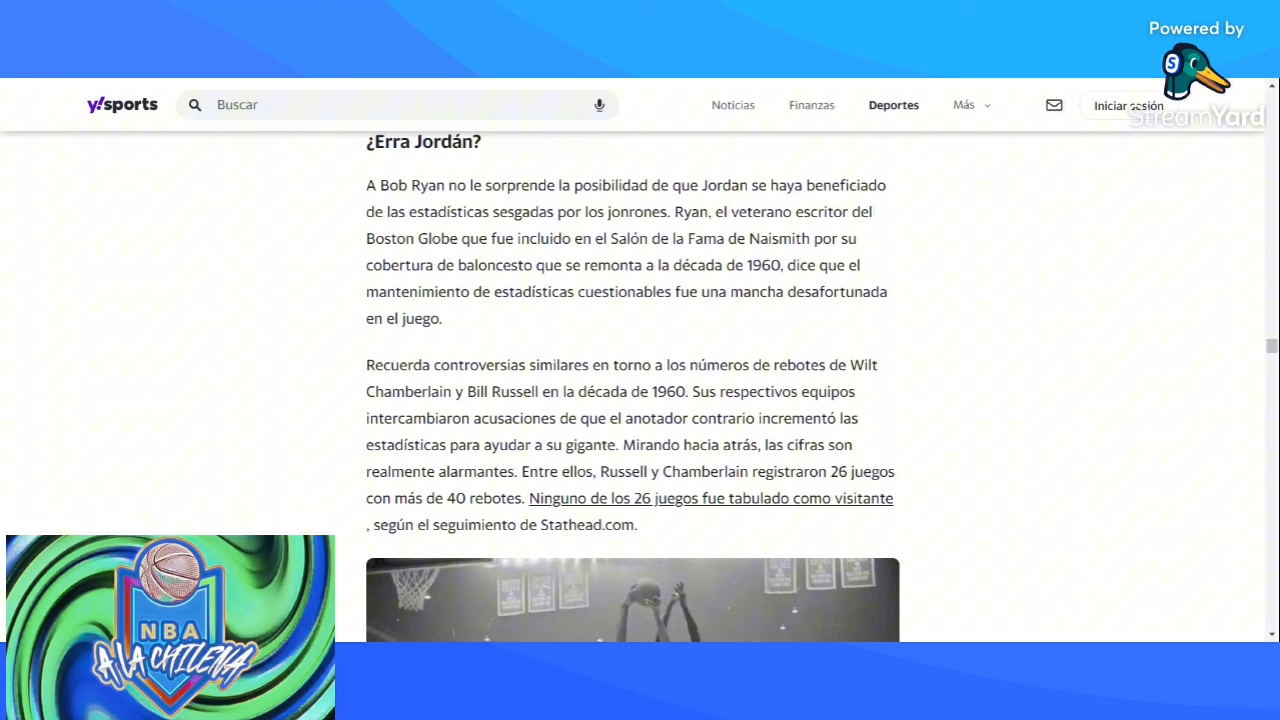 Powered by
S
StreamYard
y!sports
Buscar
Noticias
Finanzas
Deportes
Más
Iniciar sesión
¿Erra Jordán?
A Bob Ryan no le sorprende la posibilidad de que Jordan se haya beneficiado
de las estadísticas sesgadas por los jonrones. Ryan, el veterano escritor del
Boston Globe que fue incluido en el Salón de la Fama de Naismith por su
cobertura de baloncesto que se remonta a la década de 1960, dice que el
mantenimiento de estadísticas cuestionables fue una mancha desafortunada
en el juego.
Recuerda controversias similares en torno a los números de rebotes de Wilt
Chamberlain y Bill Russell en la década de 1960. Sus respectivos equipos
intercambiaron acusaciones de que el anotador contrario incrementó las
estadísticas para ayudar a su gigante. Mirando hacia atrás, las cifras son
realmente alarmantes. Entre ellos, Russell y Chamberlain registraron 26 juegos
con más de 40 rebotes. Ninguno de los 26 juegos fue tabulado como visitante
, según el seguimiento de Stathead.com.
NBA
A LA CHILENA